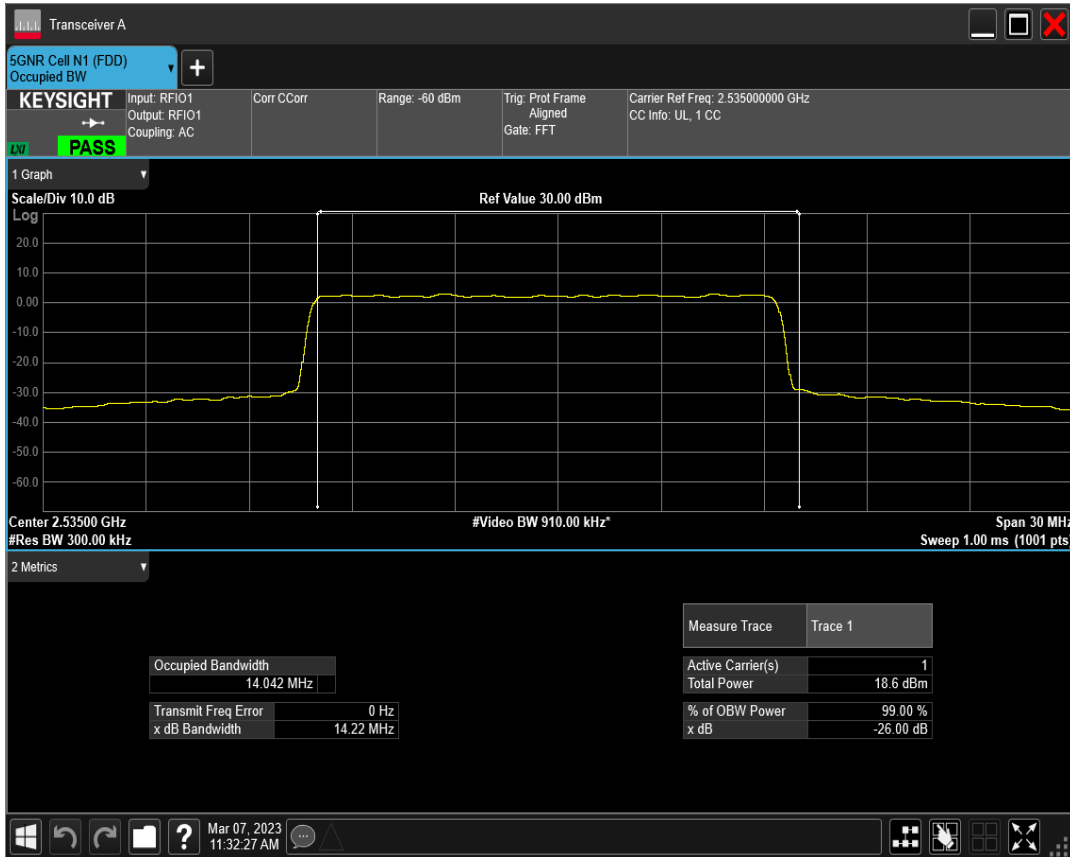 Transceiver A
5GNR Cell N1 (FDD)
Occupied BW
+
KEYSIGHT
LXI
PASS
Input: RFIO1
Output: RFIO1
Coupling: AC
Corr CCorr
Range: -60 dBm
Trig: Prot Frame
Aligned
Gate: FFT
Carrier Ref Freq: 2.535000000 GHz
CC Info: UL, 1 CC
1 Graph
Scale/Div 10.0 dB
Ref Value 30.00 dBm
Log
20.0
10.0
0.00
-10.0
-20.0
-30.0
-40.0
-50.0
-60.0
Center 2.53500 GHz
#Video BW 910.00 kHz*
Span 30 MHz
#Res BW 300.00 kHz
Sweep 1.00 ms (1001 pts)
2 Metrics
Measure Trace Trace 1
Occupied Bandwidth
14.042 MHz
Active Carrier(s) 1
Total Power 18.6 dBm
Transmit Freq Error 0 Hz
x dB Bandwidth 14.22 MHz
% of OBW Power 99.00 %
x dB -26.00 dB
?
Mar 07, 2023
11:32:27 AM